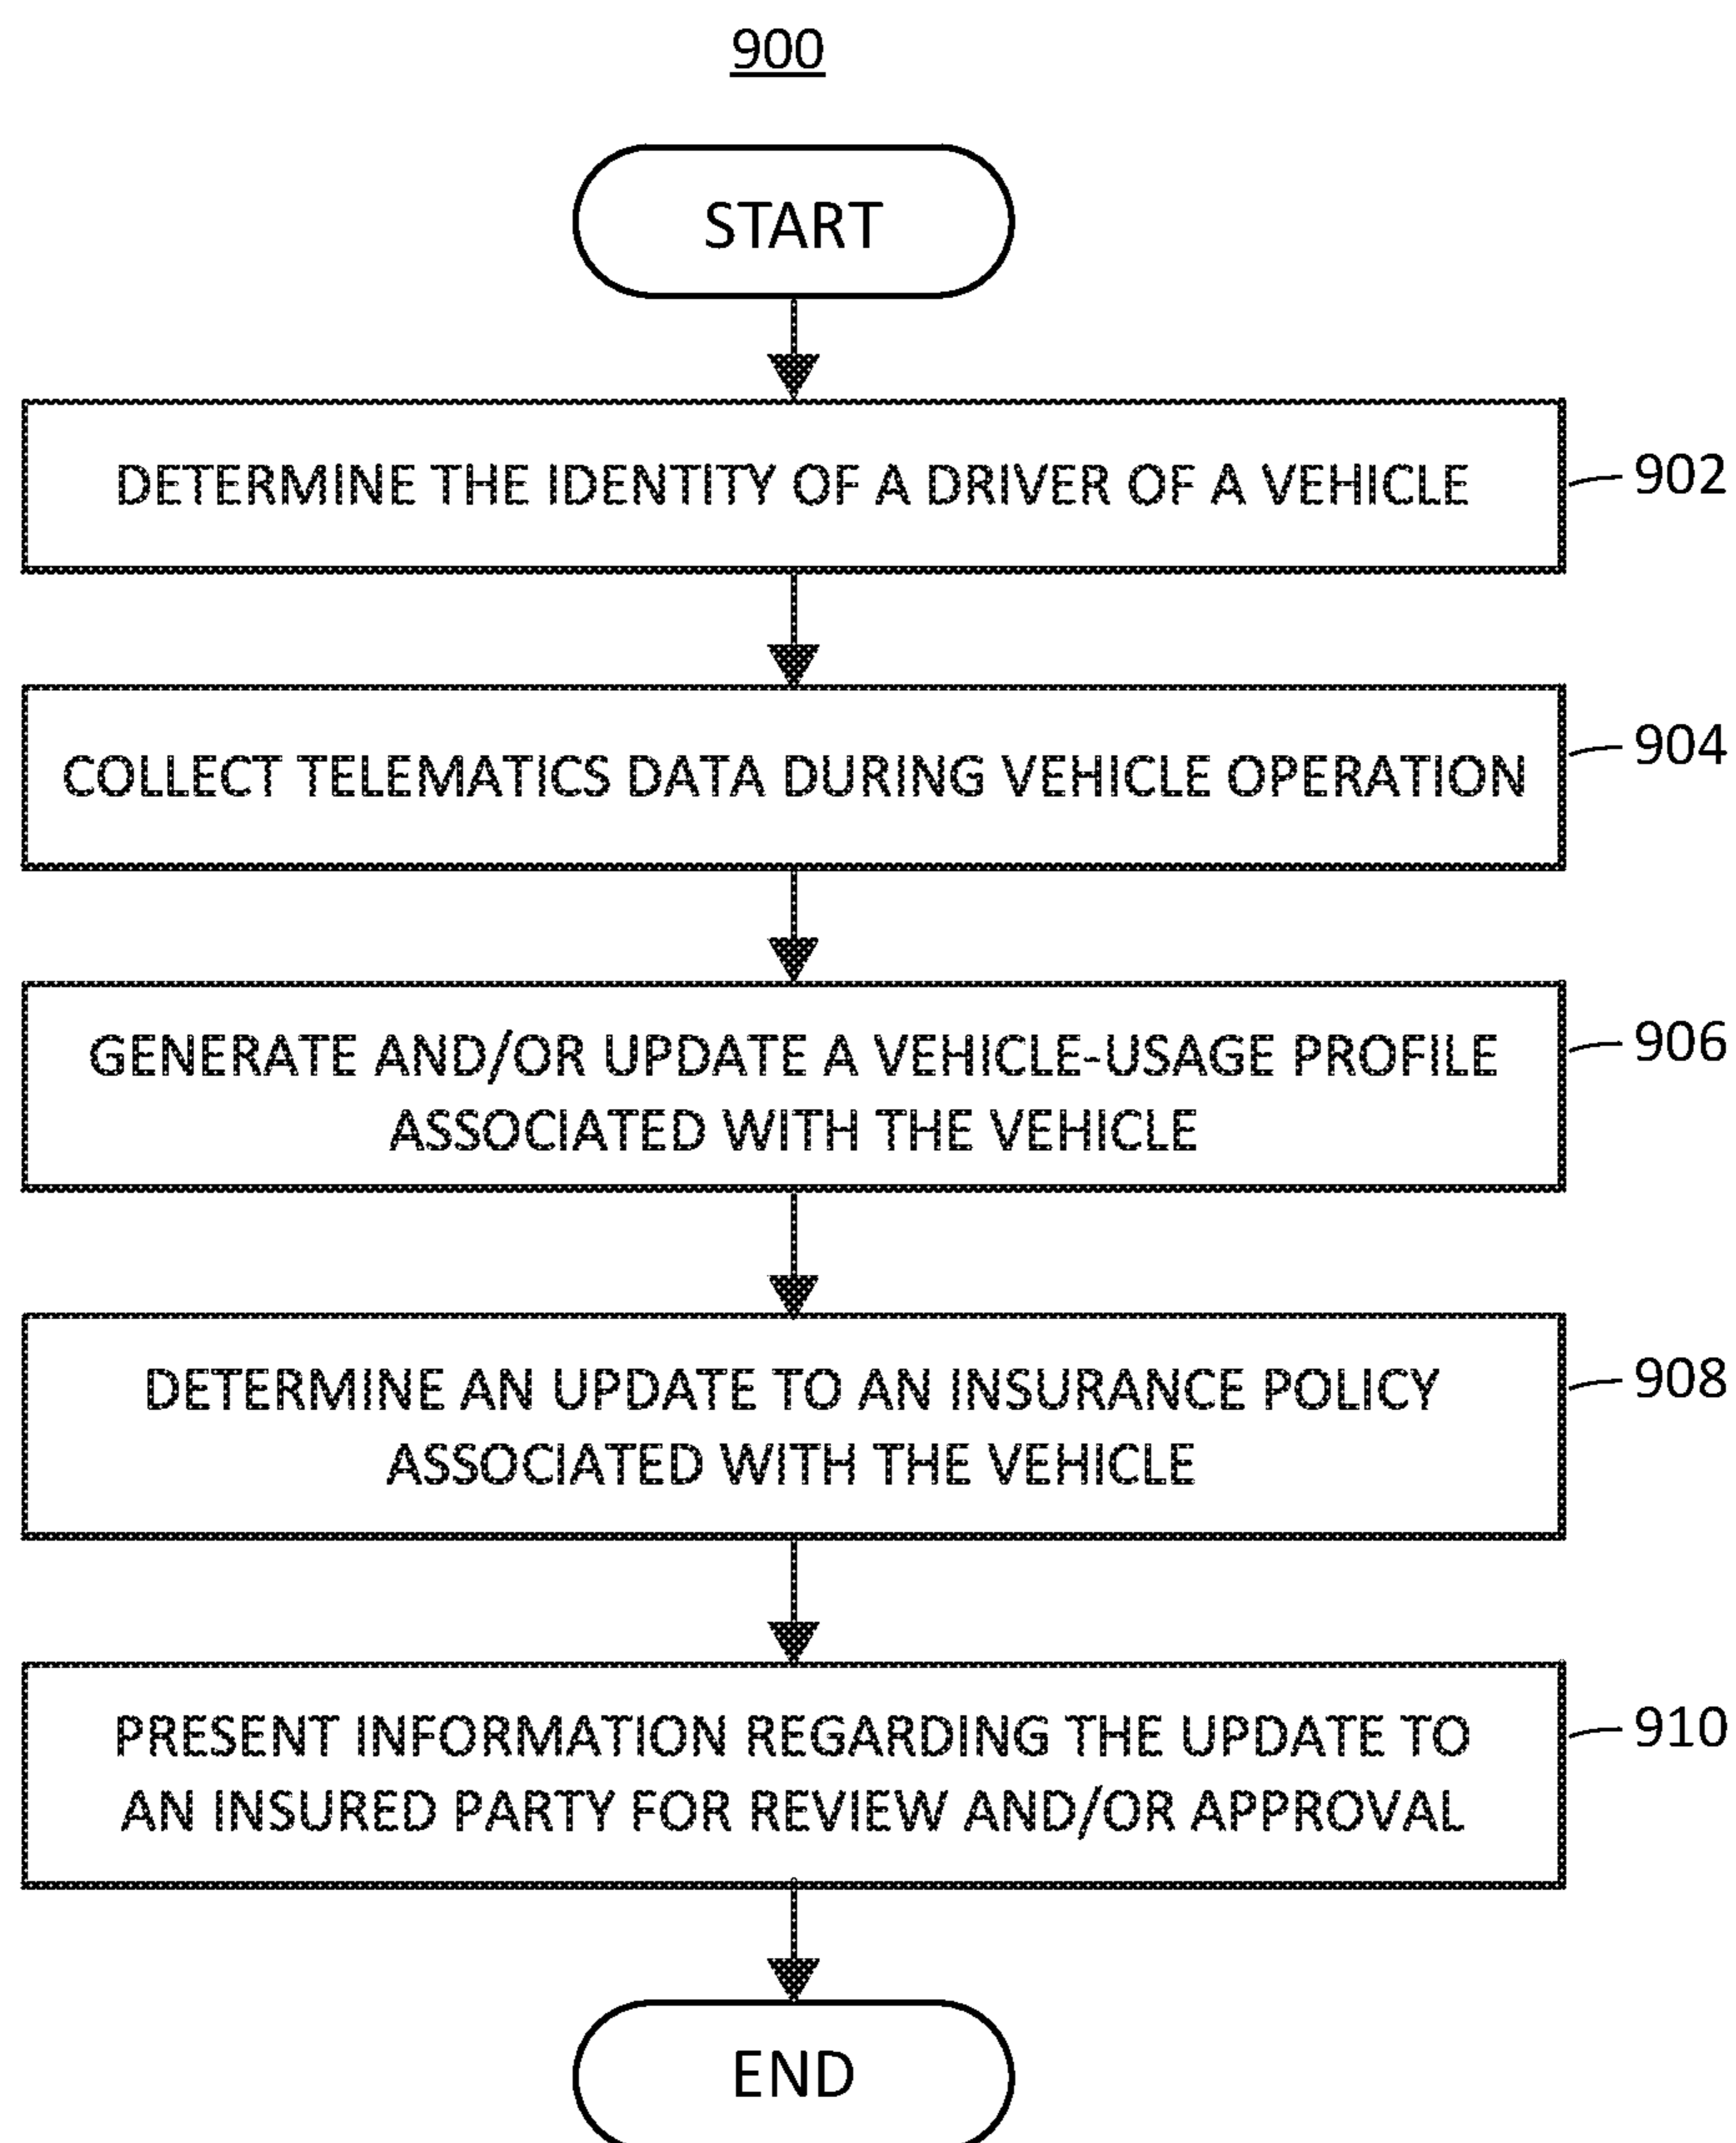 900
START
DETERMINE THE IDENTITY OF A DRIVER OF A VEHICLE
902
COLLECT TELEMATICS DATA DURING VEHICLE OPERATION
904
GENERATE AND/OR UPDATE A VEHICLE-USAGE PROFILE
ASSOCIATED WITH THE VEHICLE
906
DETERMINE AN UPDATE TO AN INSURANCE POLICY
ASSOCIATED WITH THE VEHICLE
908
PRESENT INFORMATION REGARDING THE UPDATE TO
AN INSURED PARTY FOR REVIEW AND/OR APPROVAL
910
END